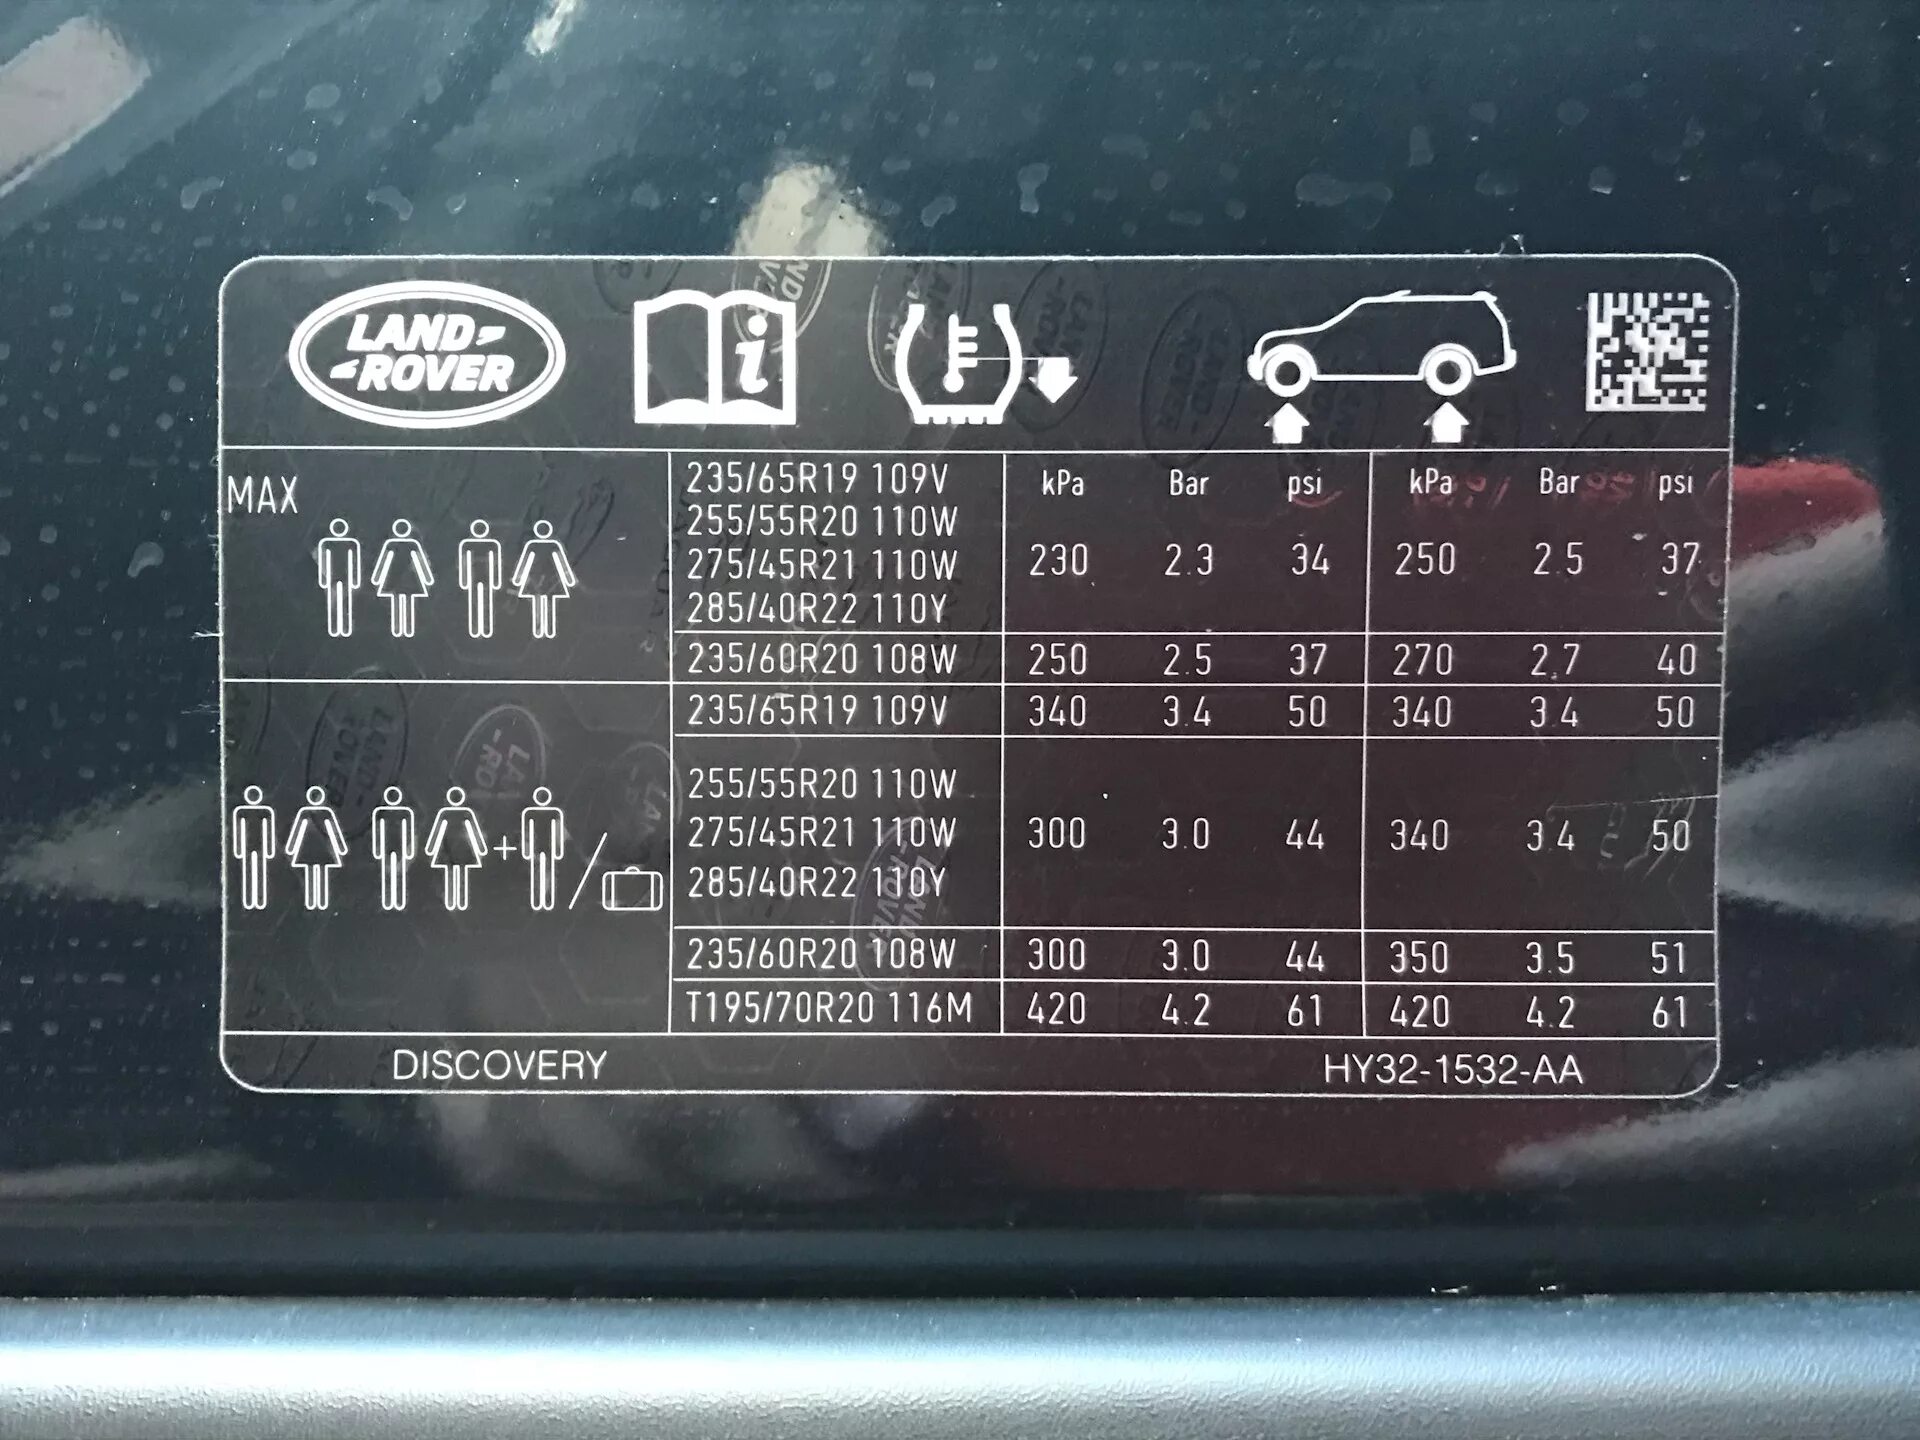 LAND
ROVER
MAX
235/65R19 109V kPa Bar psi kPa Bar psi
255/55R20 110W
275/45R21 110W 230 2.3 34 250 2.5 37
285/40R22 110Y
235/60R20 108W 250 2.5 37 270 2.7 40
235/65R19 109V 340 3.4 50 340 3.4 50
255/55R20 110W
275/45R21 110W 300 3.0 44 340 3.4 50
285/40R22 110Y
235/60R20 108W 300 3.0 44 350 3.5 51
T195/70R20 116M 420 4.2 61 420 4.2 61
DISCOVERY HY32-1532-AA